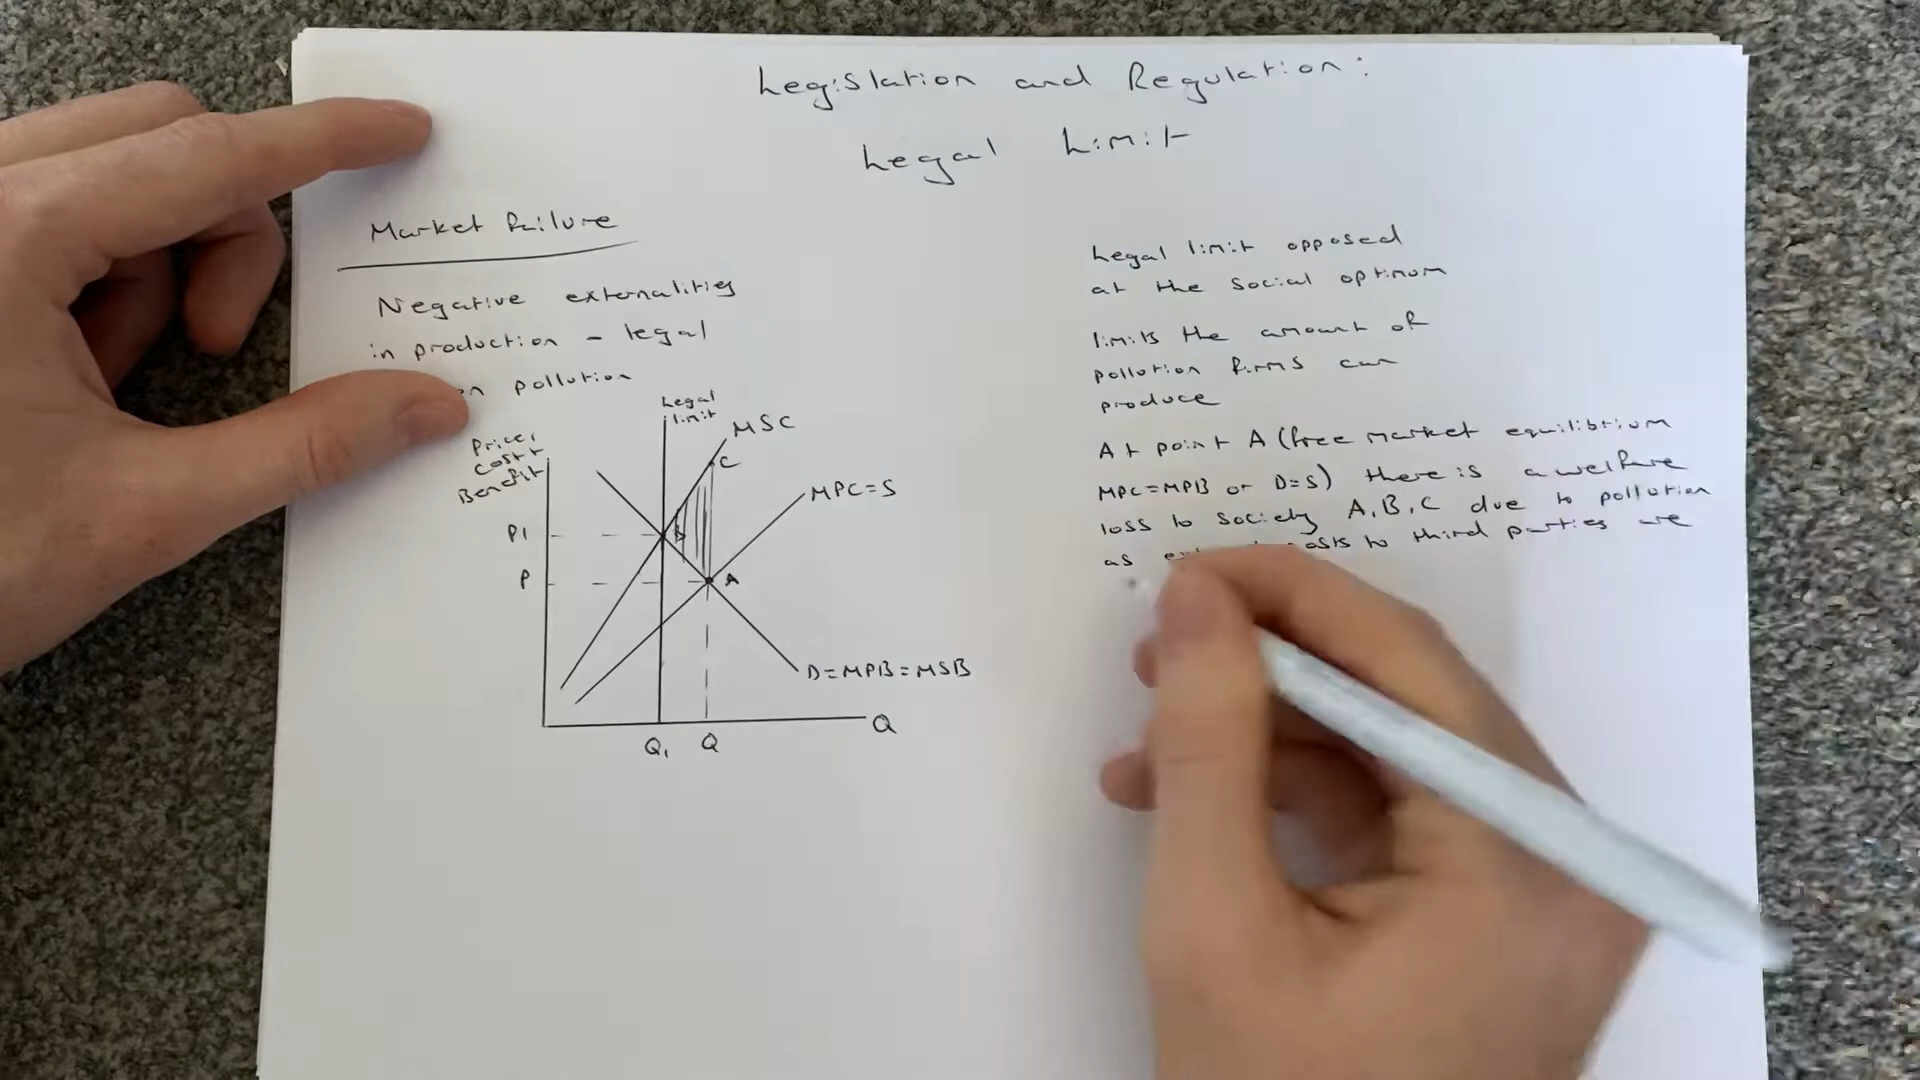 Legislation and Regulation:
Legal Limit
Market failure
Negative externalities
in production - legal
on pollution
Legal
limit
MSC
C
Price,
Cost +
Benefit
MPC=S
P1
B
P
A
D=MPB=MSB
Q
Q1 Q
Legal limit opposed
at the social optimum
limits the amount of
pollution firms can
produce
At point A (free market equilibrium
MPC=MPB or D=S) there is a welfare
loss to society A,B,C due to pollution
as costs to third parties are